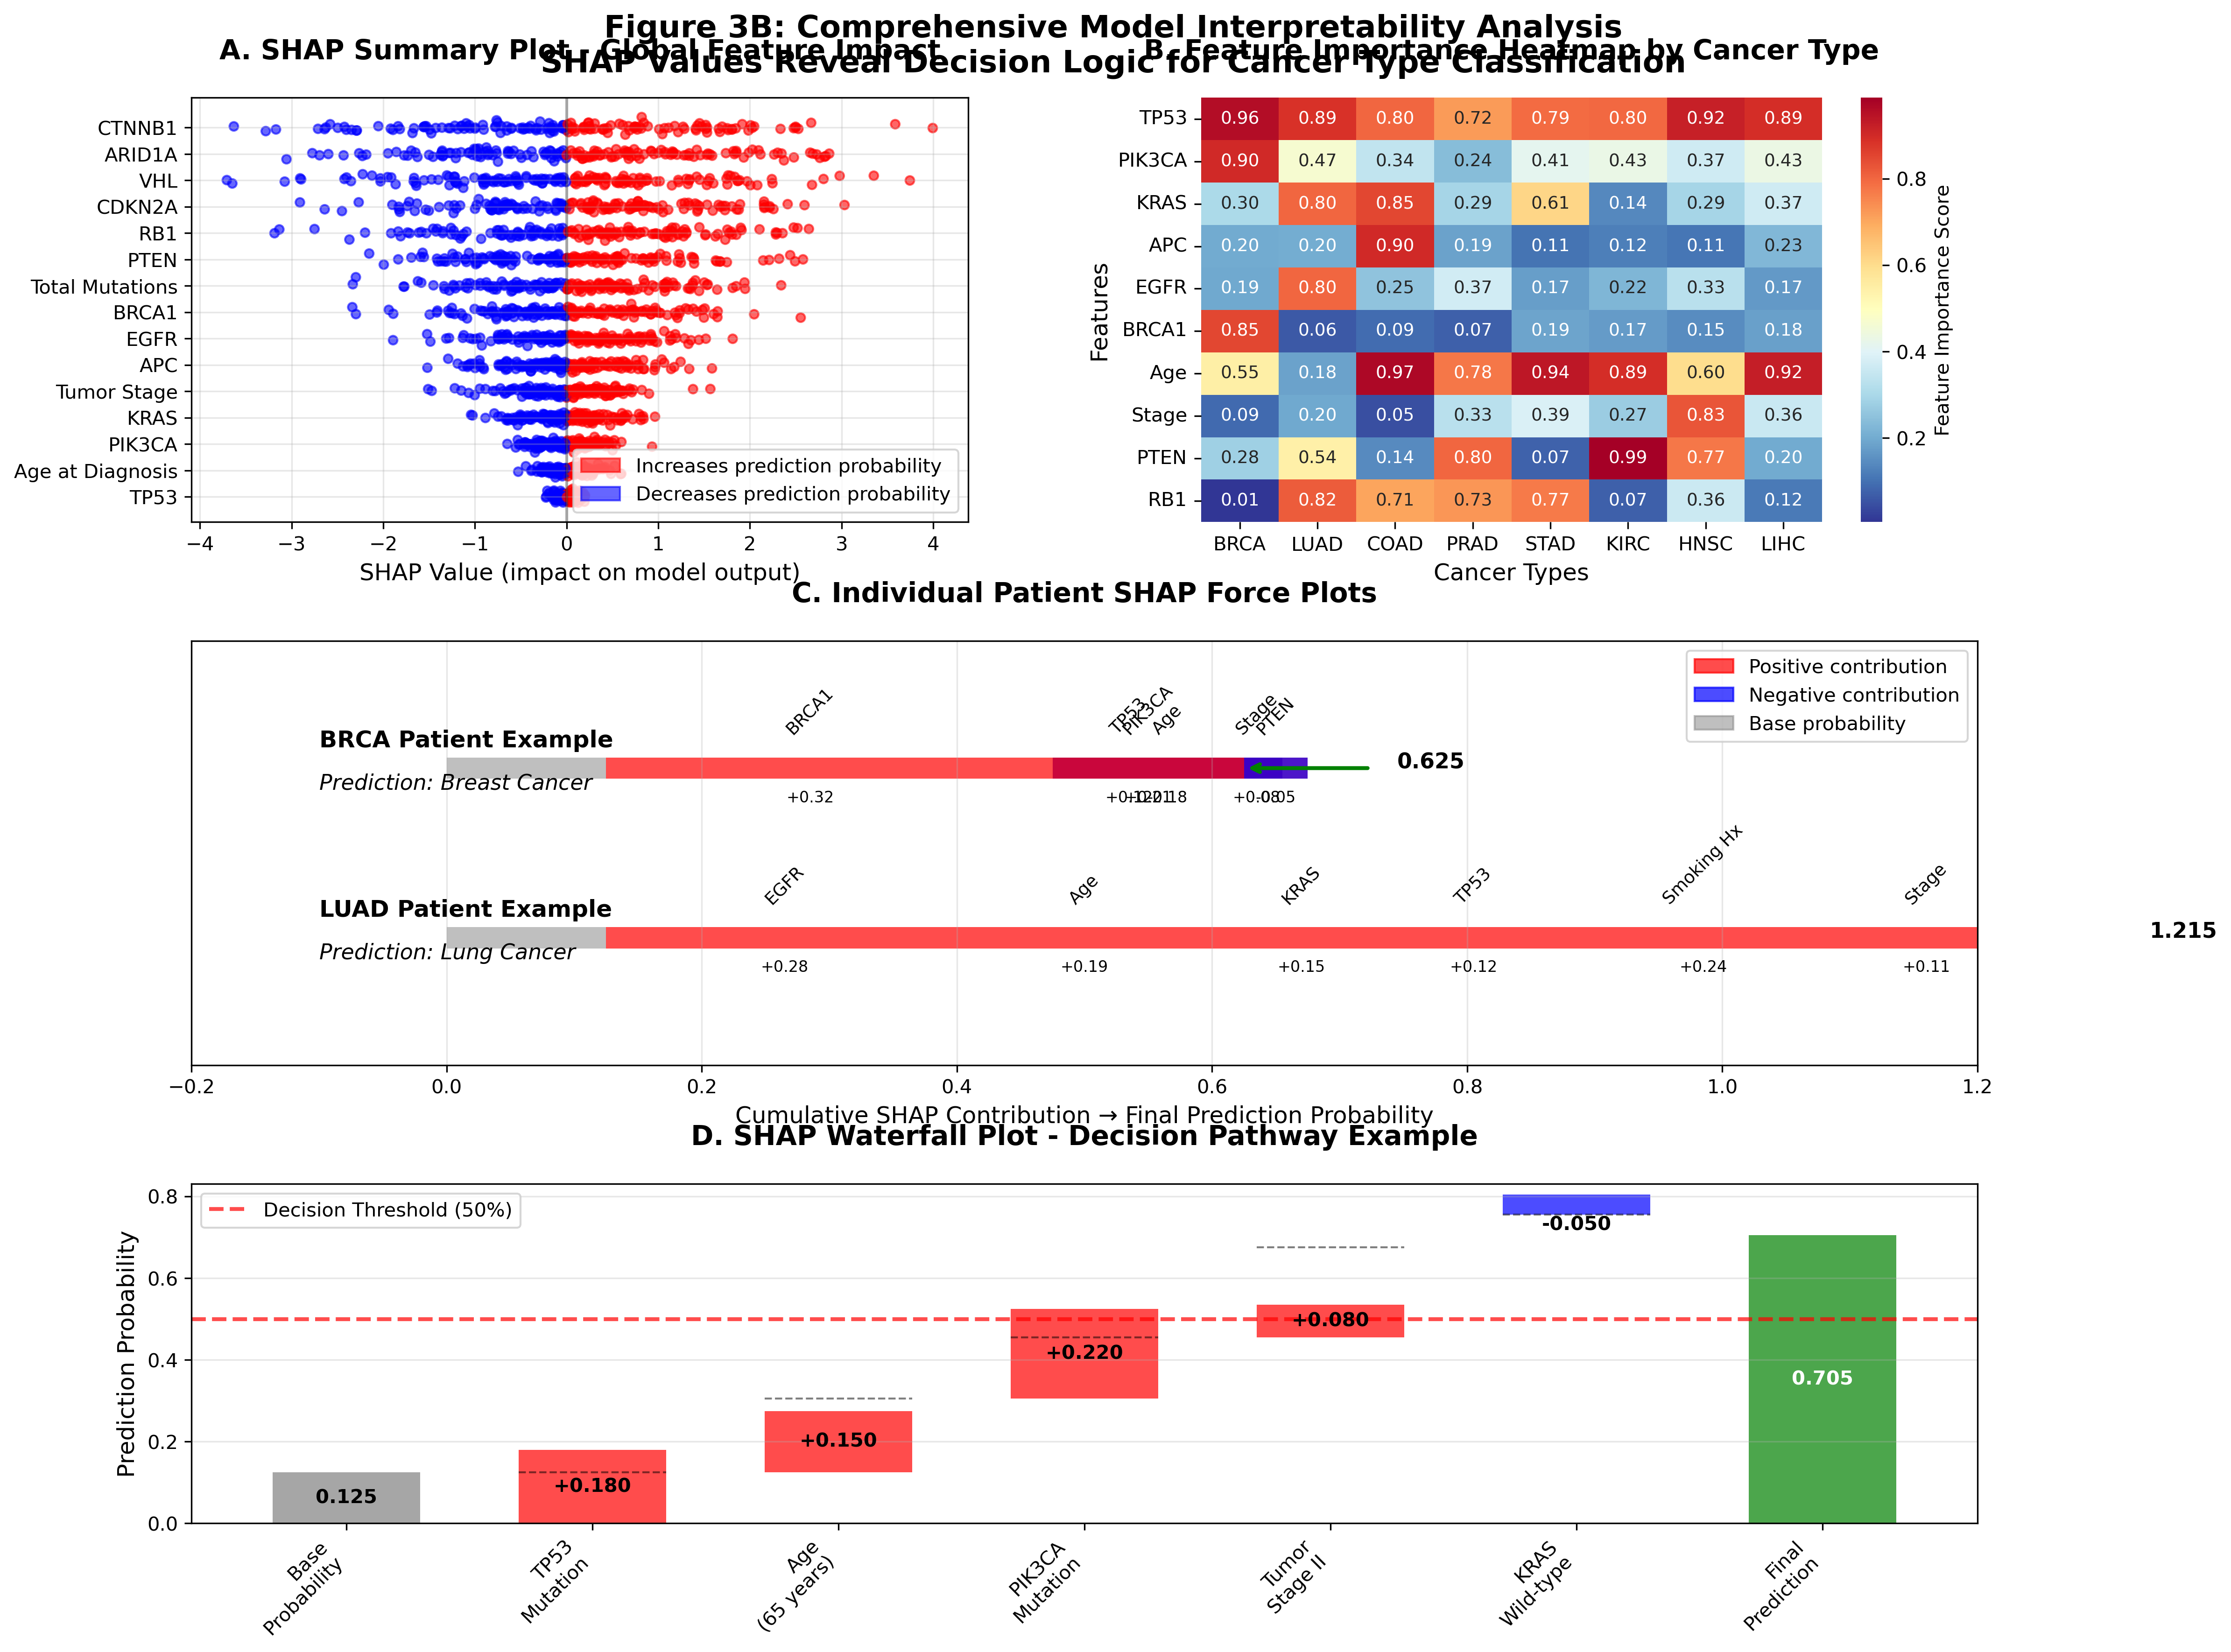 Figure 3B: Comprehensive Model Interpretability Analysis
SHAP Values Reveal Decision Logic for Cancer Type Classification
A. SHAP Summary Plot - Global Feature Impact
CTNNB1
ARID1A
VHL
CDKN2A
RB1
PTEN
Total Mutations
BRCA1
EGFR
APC
Tumor Stage
KRAS
PIK3CA
Age at Diagnosis
TP53
Increases prediction probability
Decreases prediction probability
−4 −3 −2 −1 0 1 2 3 4
SHAP Value (impact on model output)
B. Feature Importance Heatmap by Cancer Type
Features
TP53 0.96 0.89 0.80 0.72 0.79 0.80 0.92 0.89
PIK3CA 0.90 0.47 0.34 0.24 0.41 0.43 0.37 0.43
KRAS 0.30 0.80 0.85 0.29 0.61 0.14 0.29 0.37
APC 0.20 0.20 0.90 0.19 0.11 0.12 0.11 0.23
EGFR 0.19 0.80 0.25 0.37 0.17 0.22 0.33 0.17
BRCA1 0.85 0.06 0.09 0.07 0.19 0.17 0.15 0.18
Age 0.55 0.18 0.97 0.78 0.94 0.89 0.60 0.92
Stage 0.09 0.20 0.05 0.33 0.39 0.27 0.83 0.36
PTEN 0.28 0.54 0.14 0.80 0.07 0.99 0.77 0.20
RB1 0.01 0.82 0.71 0.73 0.77 0.07 0.36 0.12
BRCA LUAD COAD PRAD STAD KIRC HNSC LIHC
Cancer Types
0.8
0.6
0.4
0.2
Feature Importance Score
C. Individual Patient SHAP Force Plots
Positive contribution
Negative contribution
Base probability
BRCA1 TP53 PIK3CA Age Stage PTEN
BRCA Patient Example
0.625
Prediction: Breast Cancer
+0.32
EGFR Age KRAS TP53 Smoking Hx Stage
LUAD Patient Example
1.215
Prediction: Lung Cancer
+0.28 +0.19 +0.15 +0.12 +0.24 +0.11
−0.2 0.0 0.2 0.4 0.6 0.8 1.0 1.2
Cumulative SHAP Contribution → Final Prediction Probability
D. SHAP Waterfall Plot - Decision Pathway Example
Decision Threshold (50%)
Prediction Probability
0.8
0.6
0.4
0.2
0.0
0.125
+0.180
+0.150
+0.220
+0.080
-0.050
0.705
Base
Probability
TP53
Mutation
Age
(65 years)
PIK3CA
Mutation
Tumor
Stage II
KRAS
Wild-type
Final
Prediction